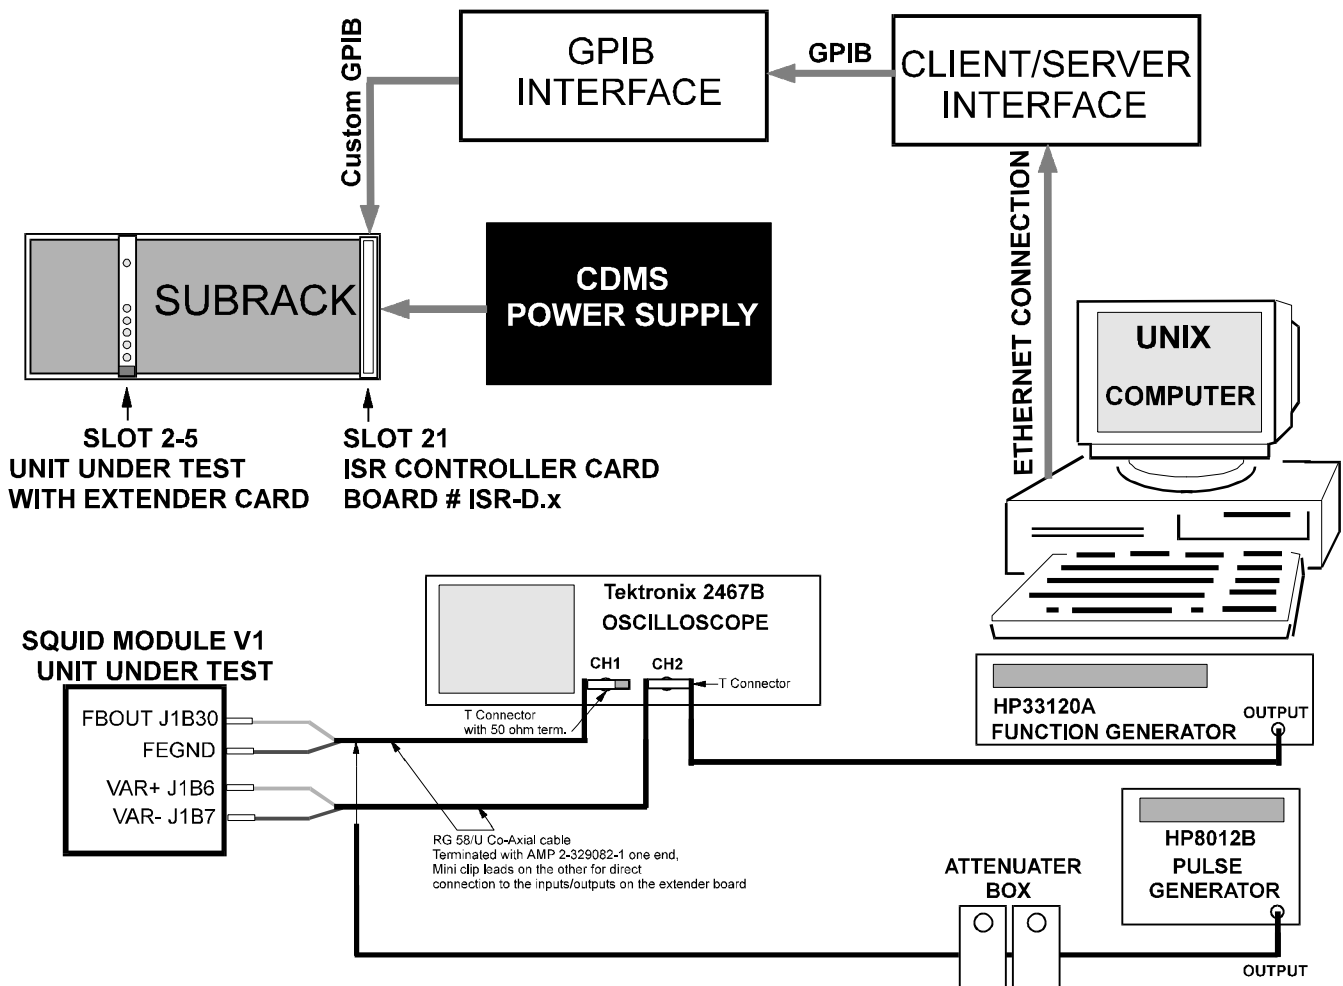 GPIB
INTERFACE
GPIB
CLIENT/SERVER
INTERFACE
Custom GPIB
ETHERNET CONNECTION
SUBRACK
CDMS
POWER SUPPLY
UNIX
COMPUTER
SLOT 2-5
UNIT UNDER TEST
WITH EXTENDER CARD
SLOT 21
ISR CONTROLLER CARD
BOARD # ISR-D.x
Tektronix 2467B
OSCILLOSCOPE
CH1
CH2
T Connector
T Connector
with 50 ohm term.
SQUID MODULE V1
UNIT UNDER TEST
FBOUT J1B30
FEGND
VAR+ J1B6
VAR- J1B7
HP33120A
FUNCTION GENERATOR
OUTPUT
RG 58/U Co-Axial cable
Terminated with AMP 2-329082-1 one end,
Mini clip leads on the other for direct
connection to the inputs/outputs on the extender board
ATTENUATER
BOX
HP8012B
PULSE
GENERATOR
OUTPUT